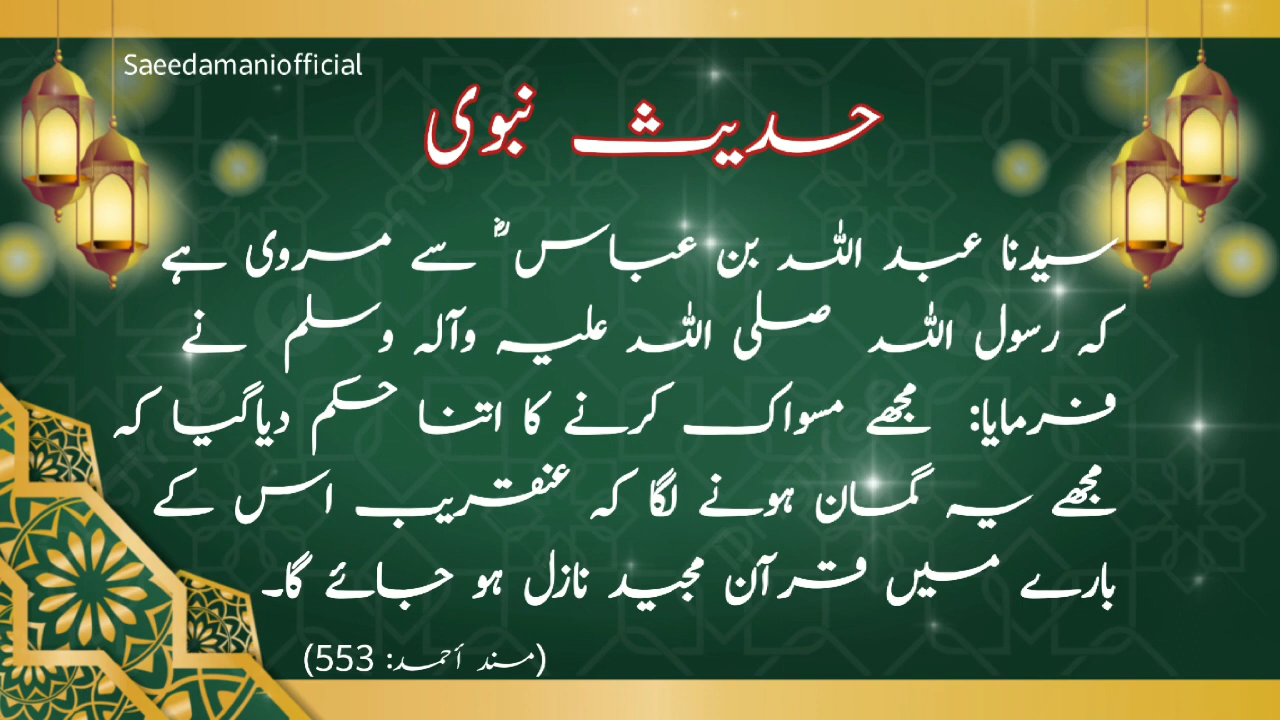 Saeedamaniofficial
حدیث نبوی
سیدنا عبد اللہ بن عباس ؓ سے مروی ہے
کہ رسول اللہ صلی اللہ علیہ وآلہ وسلم نے
فرمایا: مجھے مسواک کرنے کا اتنا حکم دیاگیا کہ
مجھے یہ گمان ہونے لگا کہ عنقریب اس کے
بارے میں قرآن مجید نازل ہو جائے گا۔
(مسند أحمد: 553)